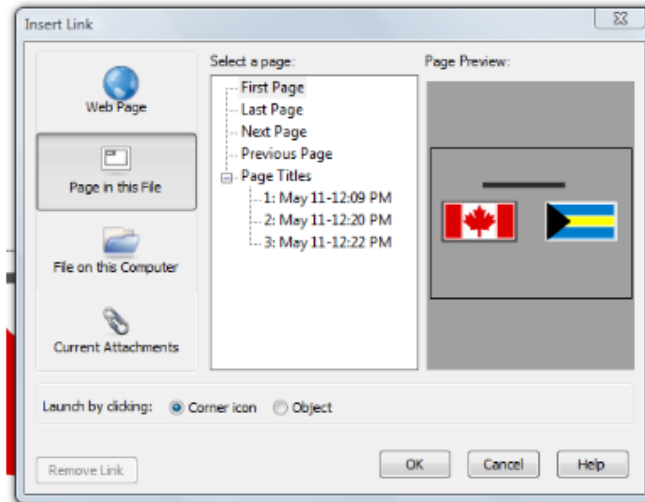 Insert Link
Web Page
Page in this File
File on this Computer
Current Attachments
Select a page:
First Page
Last Page
Next Page
Previous Page
Page Titles
1: May 11-12:09 PM
2: May 11-12:20 PM
3: May 11-12:22 PM
Page Preview:
Launch by clicking: Corner icon Object
Remove Link OK Cancel Help